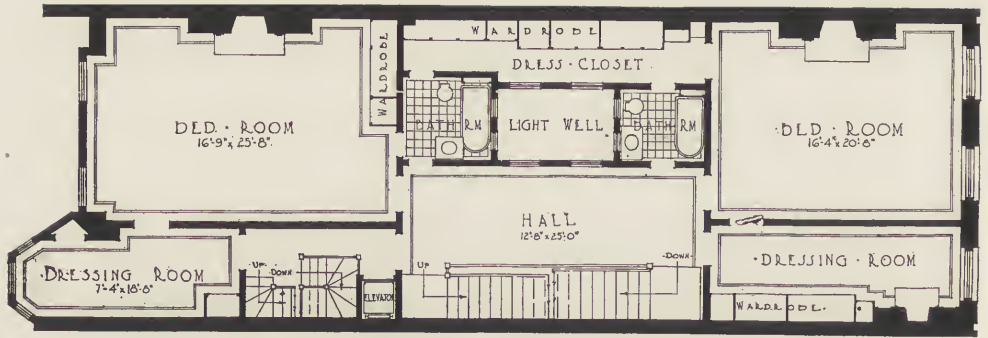 WARDRODE
DRESS · CLOSET
WARDRODE
DED · ROOM
16'-9" x 25'-8"
BATH RM
LIGHT WELL
BATH RM
DED · ROOM
16'-4" x 20'-8"
HALL
12'-8" x 25'-0"
DRESSING ROOM
7'-4" x 18'-8"
UP
DOWN
ELEVATOR
UP
DOWN
· DRESSING · ROOM
WARDRODE.